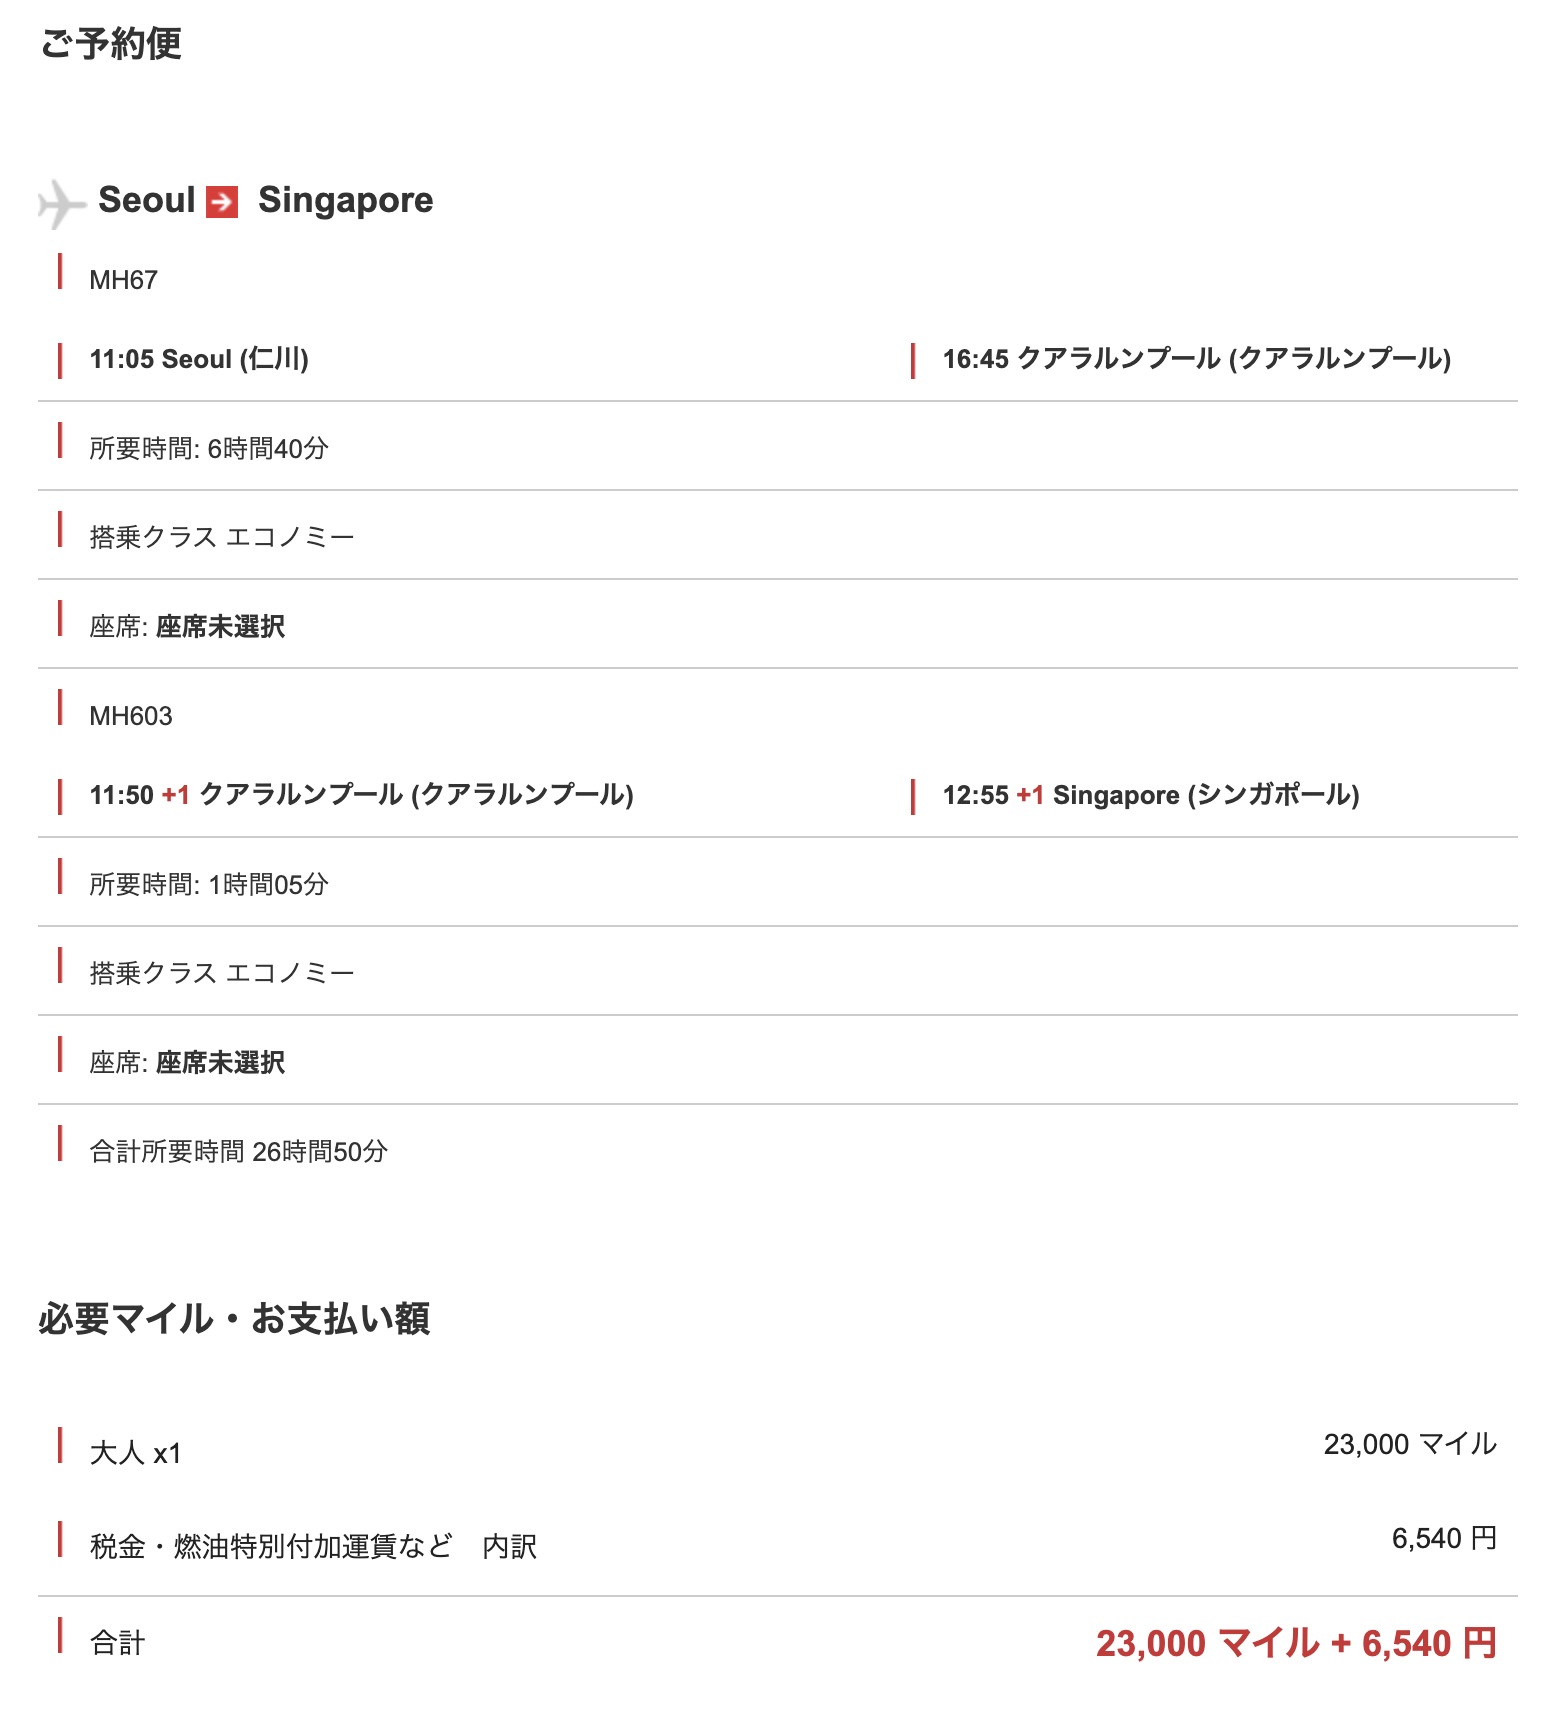 ご予約便
Seoul Singapore
MH67
11:05 Seoul (仁川) 16:45 クアラルンプール (クアラルンプール)
所要時間: 6時間40分
搭乗クラス エコノミー
座席: 座席未選択
MH603
11:50 +1 クアラルンプール (クアラルンプール) 12:55 +1 Singapore (シンガポール)
所要時間: 1時間05分
搭乗クラス エコノミー
座席: 座席未選択
合計所要時間 26時間50分
必要マイル・お支払い額
大人 x1 23,000 マイル
税金・燃油特別付加運賃など　内訳 6,540 円
合計 23,000 マイル + 6,540 円